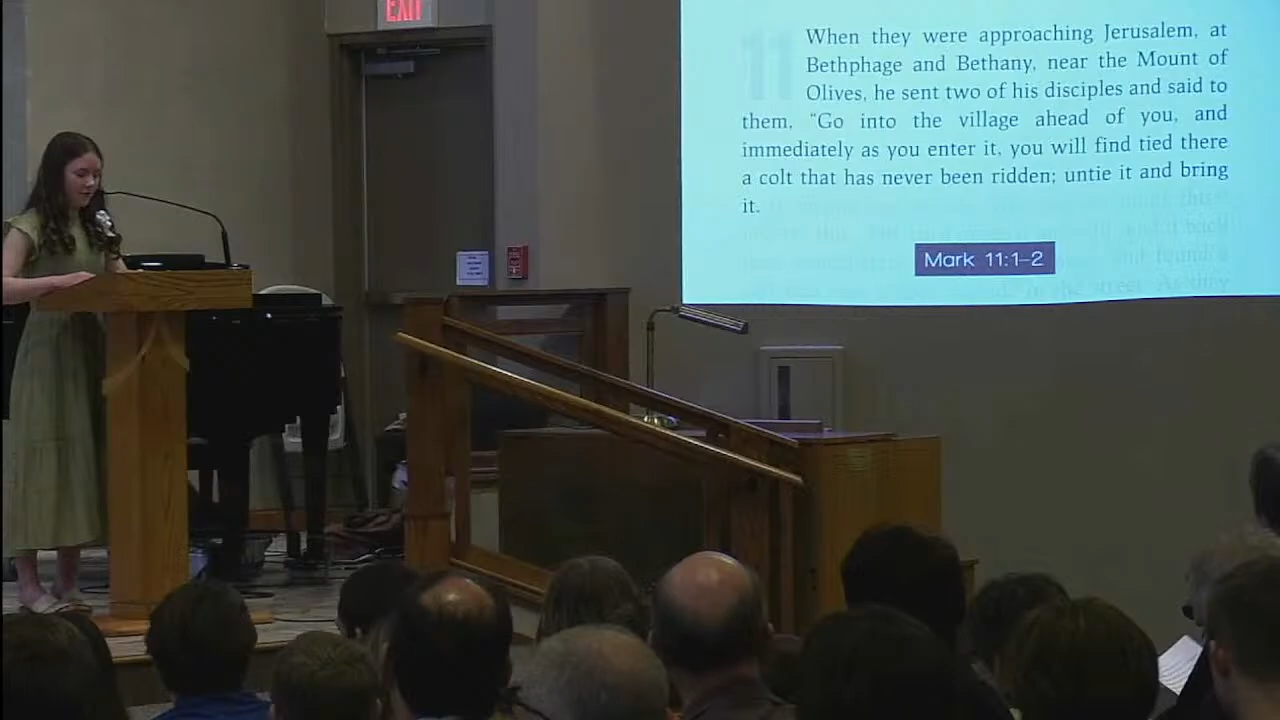 EXIT
11 When they were approaching Jerusalem, at
Bethphage and Bethany, near the Mount of
Olives, he sent two of his disciples and said to
them, “Go into the village ahead of you, and
immediately as you enter it, you will find tied there
a colt that has never been ridden; untie it and bring
it.
Mark 11:1–2